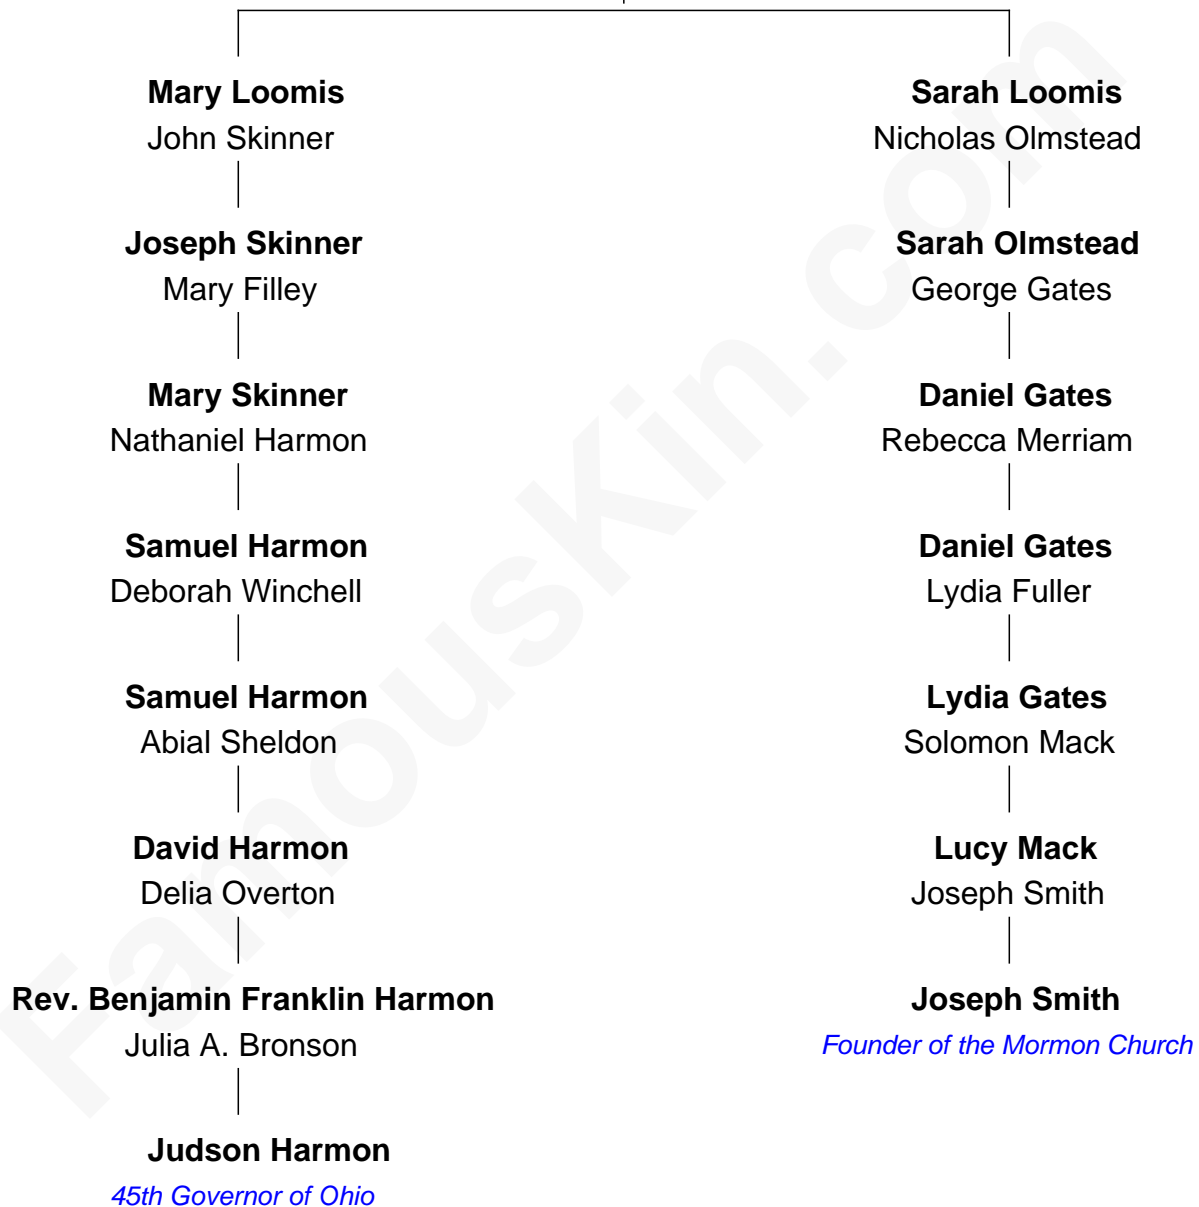 Mary Loomis
John Skinner
Joseph Skinner
Mary Filley
Mary Skinner
Nathaniel Harmon
Samuel Harmon
Deborah Winchell
Samuel Harmon
Abial Sheldon
David Harmon
Delia Overton
Rev. Benjamin Franklin Harmon
Julia A. Bronson
Judson Harmon
45th Governor of Ohio
Sarah Loomis
Nicholas Olmstead
Sarah Olmstead
George Gates
Daniel Gates
Rebecca Merriam
Daniel Gates
Lydia Fuller
Lydia Gates
Solomon Mack
Lucy Mack
Joseph Smith
Joseph Smith
Founder of the Mormon Church
FamousKin.com